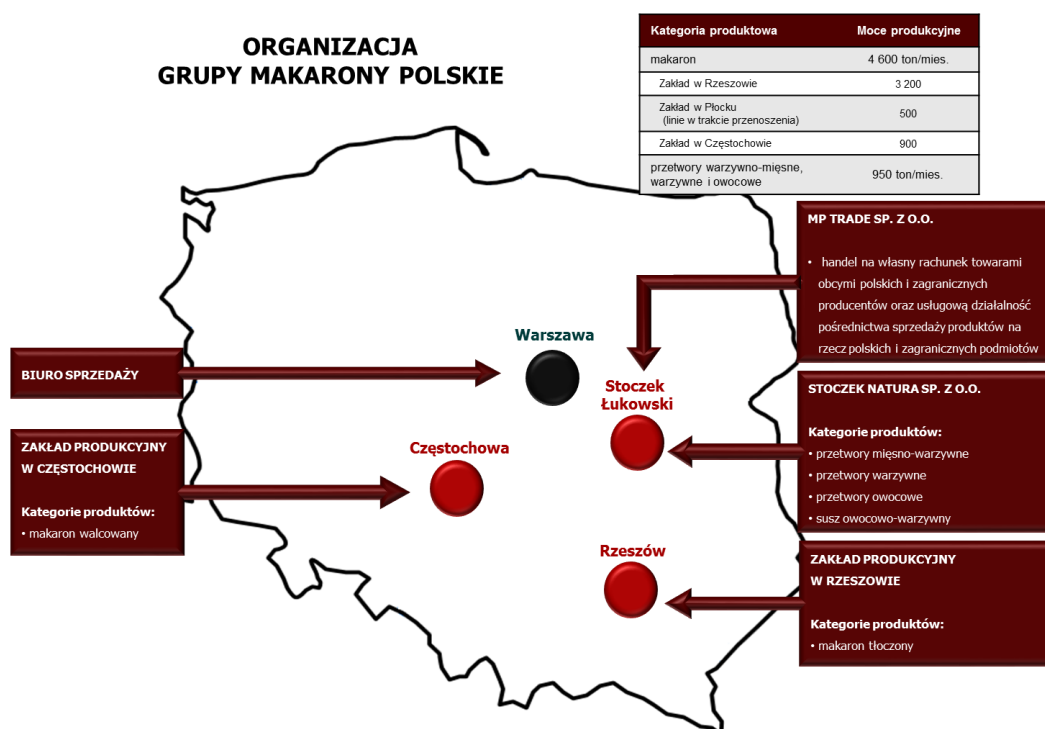 ORGANIZACJA
GRUPY MAKARONY POLSKIE
Kategoria produktowa Moce produkcyjne
makaron 4 600 ton/mies.
Zakład w Rzeszowie 3 200
Zakład w Płocku
(linie w trakcie przenoszenia) 500
Zakład w Częstochowie 900
przetwory warzywno-mięsne,
warzywne i owocowe 950 ton/mies.
MP TRADE SP. Z O.O.
• handel na własny rachunek towarami
obcymi polskich i zagranicznych
producentów oraz usługową działalność
pośrednictwa sprzedaży produktów na
rzecz polskich i zagranicznych podmiotów
Warszawa
BIURO SPRZEDAŻY
Stoczek
Łukowski
STOCZEK NATURA SP. Z O.O.
Kategorie produktów:
• przetwory mięsno-warzywne
• przetwory warzywne
• przetwory owocowe
• susz owocowo-warzywny
Częstochowa
ZAKŁAD PRODUKCYJNY
W CZĘSTOCHOWIE
Kategorie produktów:
• makaron walcowany
Rzeszów
ZAKŁAD PRODUKCYJNY
W RZESZOWIE
Kategorie produktów:
• makaron tłoczony